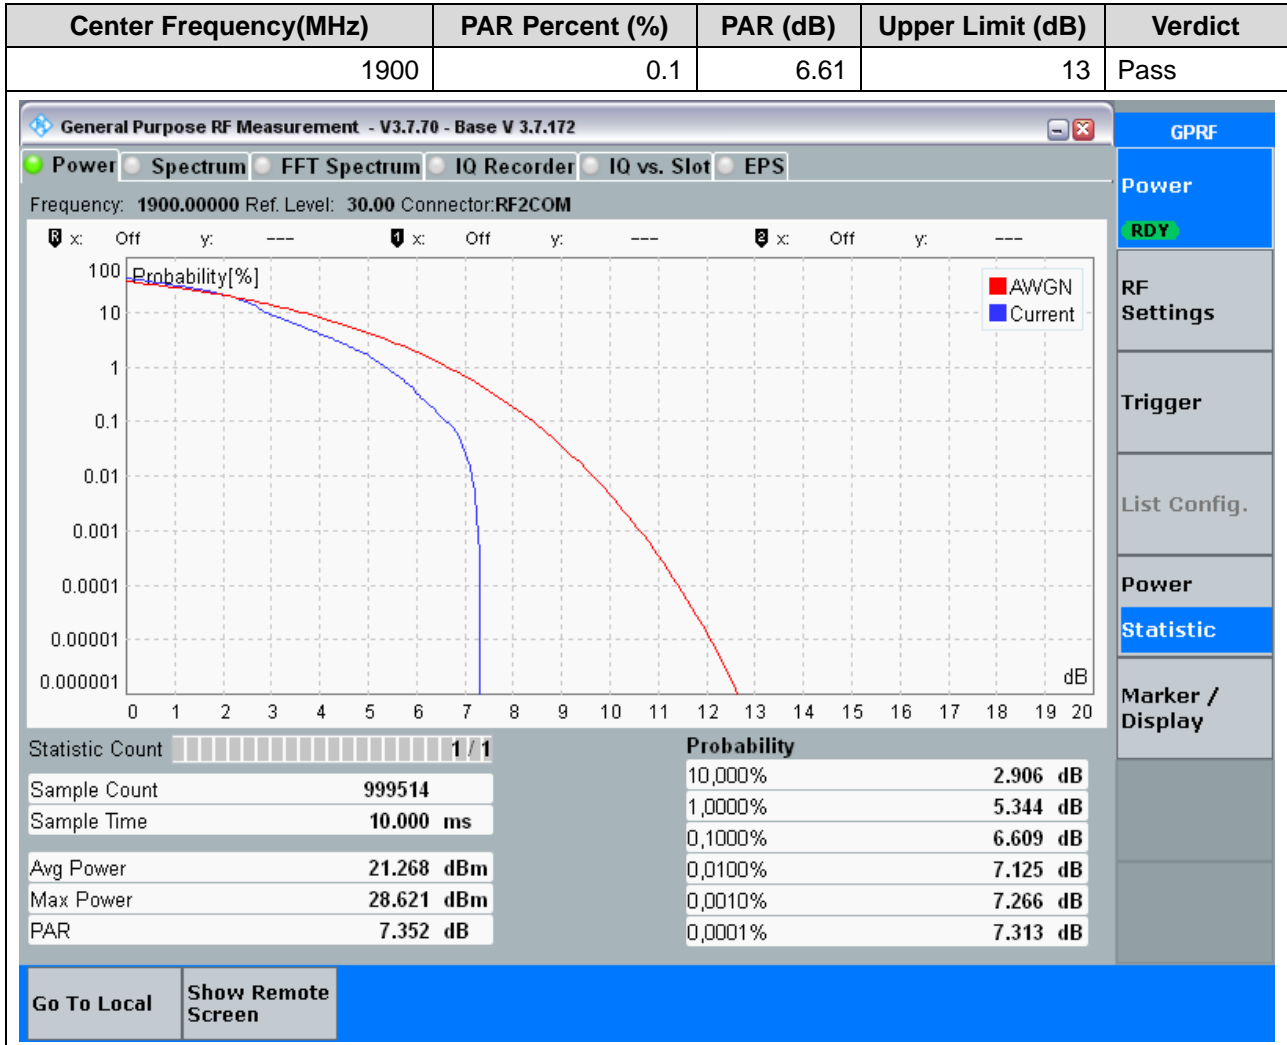 Center Frequency(MHz) PAR Percent (%) PAR (dB) Upper Limit (dB) Verdict
1900 0.1 6.61 13 Pass
General Purpose RF Measurement - V3.7.70 - Base V 3.7.172
GPRF
Power Spectrum FFT Spectrum IQ Recorder IQ vs. Slot EPS
Frequency: 1900.00000 Ref. Level: 30.00 Connector:RF2COM
R x: Off y: --- 1 x: Off y: --- 2 x: Off y: ---
Probability[%]
100
10
1
0.1
0.01
0.001
0.0001
0.00001
0.000001
AWGN
Current
dB
0 1 2 3 4 5 6 7 8 9 10 11 12 13 14 15 16 17 18 19 20
Statistic Count 1 / 1
Sample Count 999514
Sample Time 10.000 ms
Avg Power 21.268 dBm
Max Power 28.621 dBm
PAR 7.352 dB
Probability
10,000% 2.906 dB
1,0000% 5.344 dB
0,1000% 6.609 dB
0,0100% 7.125 dB
0,0010% 7.266 dB
0,0001% 7.313 dB
Power
RDY
RF
Settings
Trigger
List Config.
Power
Statistic
Marker /
Display
Go To Local
Show Remote
Screen